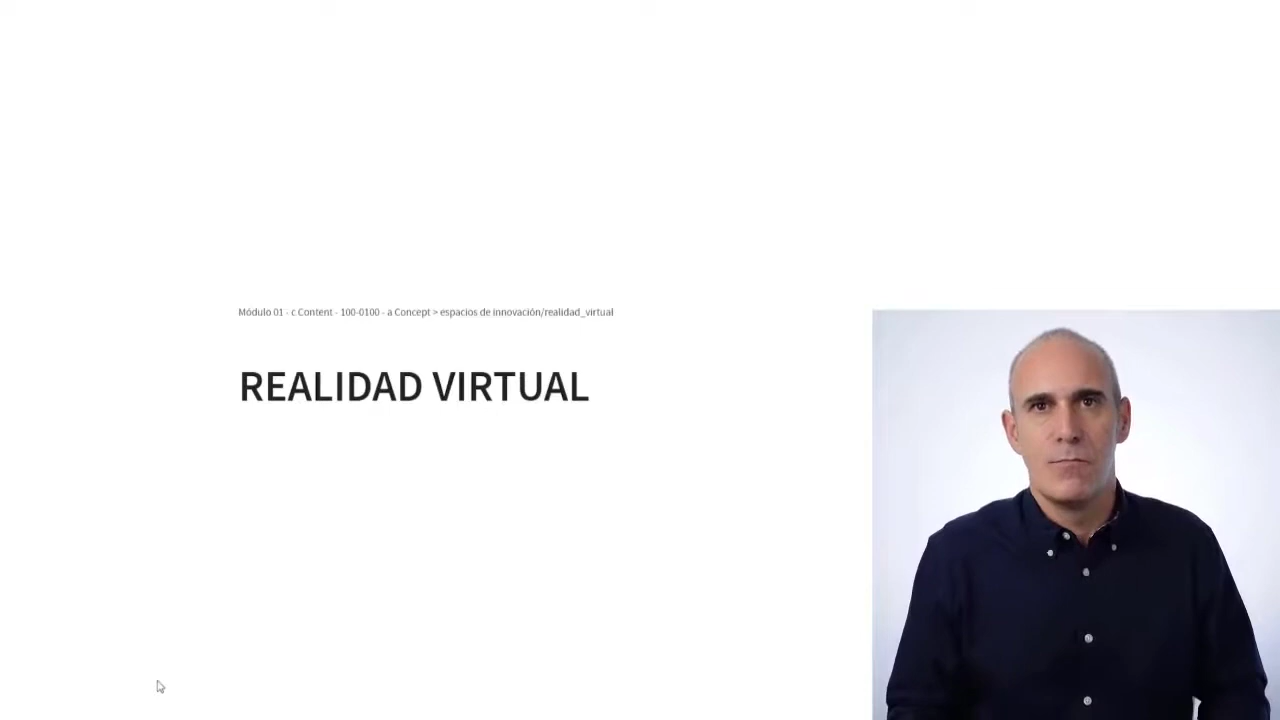 Módulo 01 - c Content - 100-0100 - a Concept > espacios de innovación/realidad_virtual
REALIDAD VIRTUAL